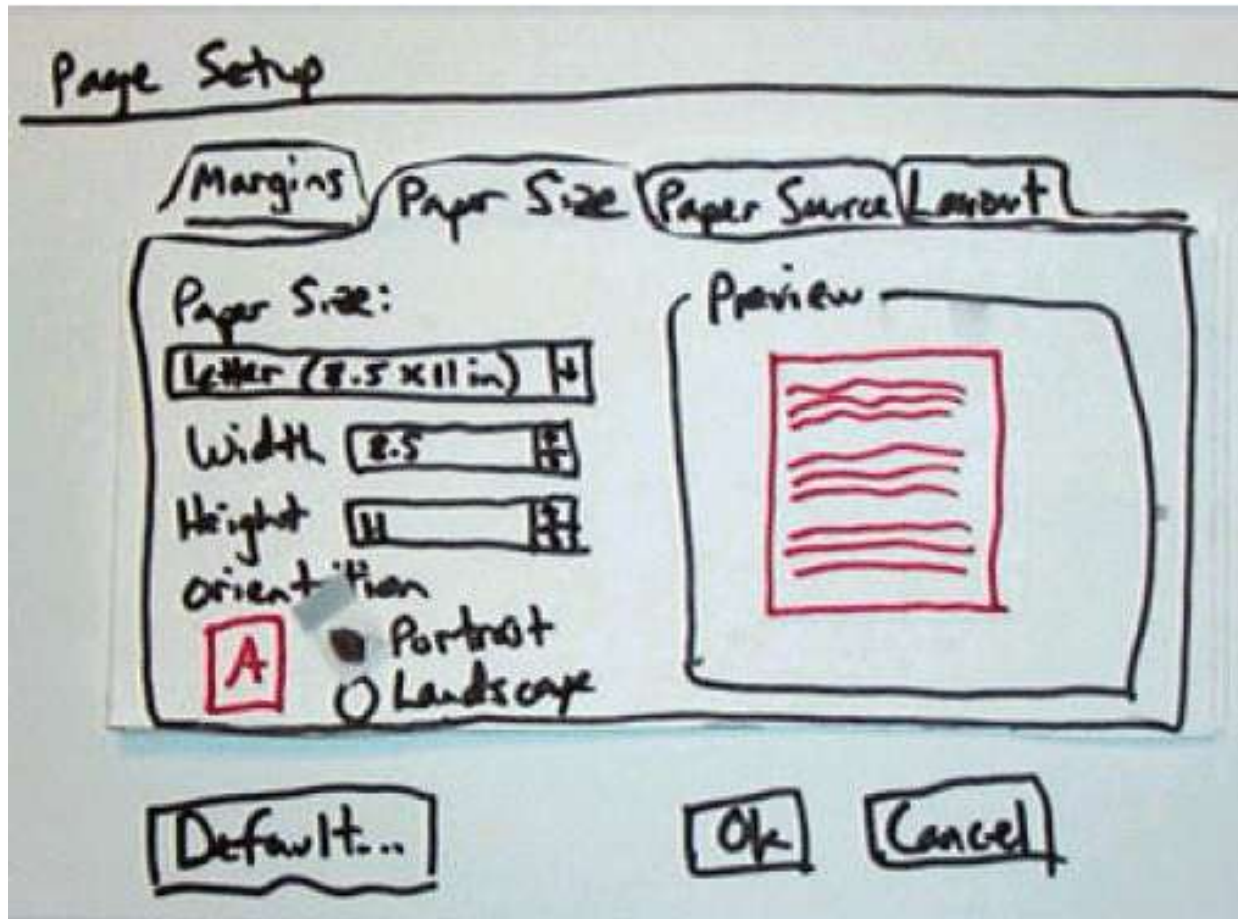 Page Setup
Margins Paper Size Paper Source Layout
Paper Size:
Preview
Letter (8.5 x 11 in)
Width 8.5
Height 11
orientation
A
Portrait
Landscape
Default... Ok Cancel